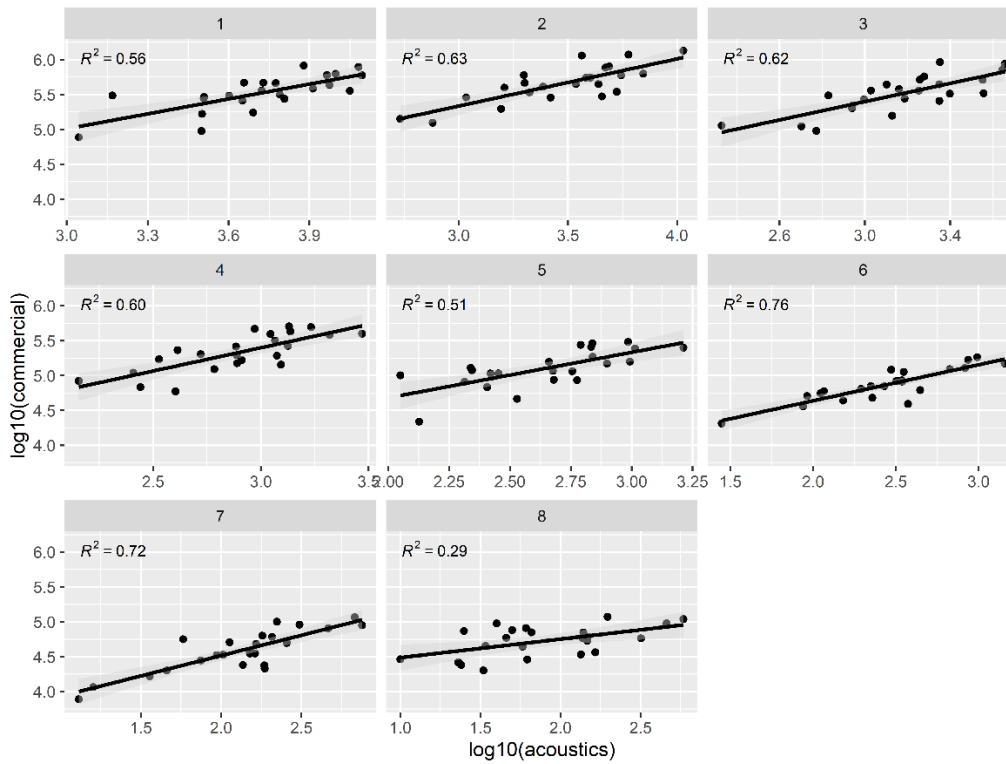 1 2 3
R² = 0.56 R² = 0.63 R² = 0.62
6.0
5.5
5.0
4.5
4.0
3.0 3.3 3.6 3.9 3.0 3.5 4.0 2.6 3.0 3.4
4 5 6
R² = 0.60 R² = 0.51 R² = 0.76
6.0
5.5
5.0
4.5
4.0
log10(commercial)
2.5 3.0 3.5 2.00 2.25 2.50 2.75 3.00 3.25 1.5 2.0 2.5 3.0
7 8
R² = 0.72 R² = 0.29
6.0
5.5
5.0
4.5
4.0
1.5 2.0 2.5 1.0 1.5 2.0 2.5
log10(acoustics)